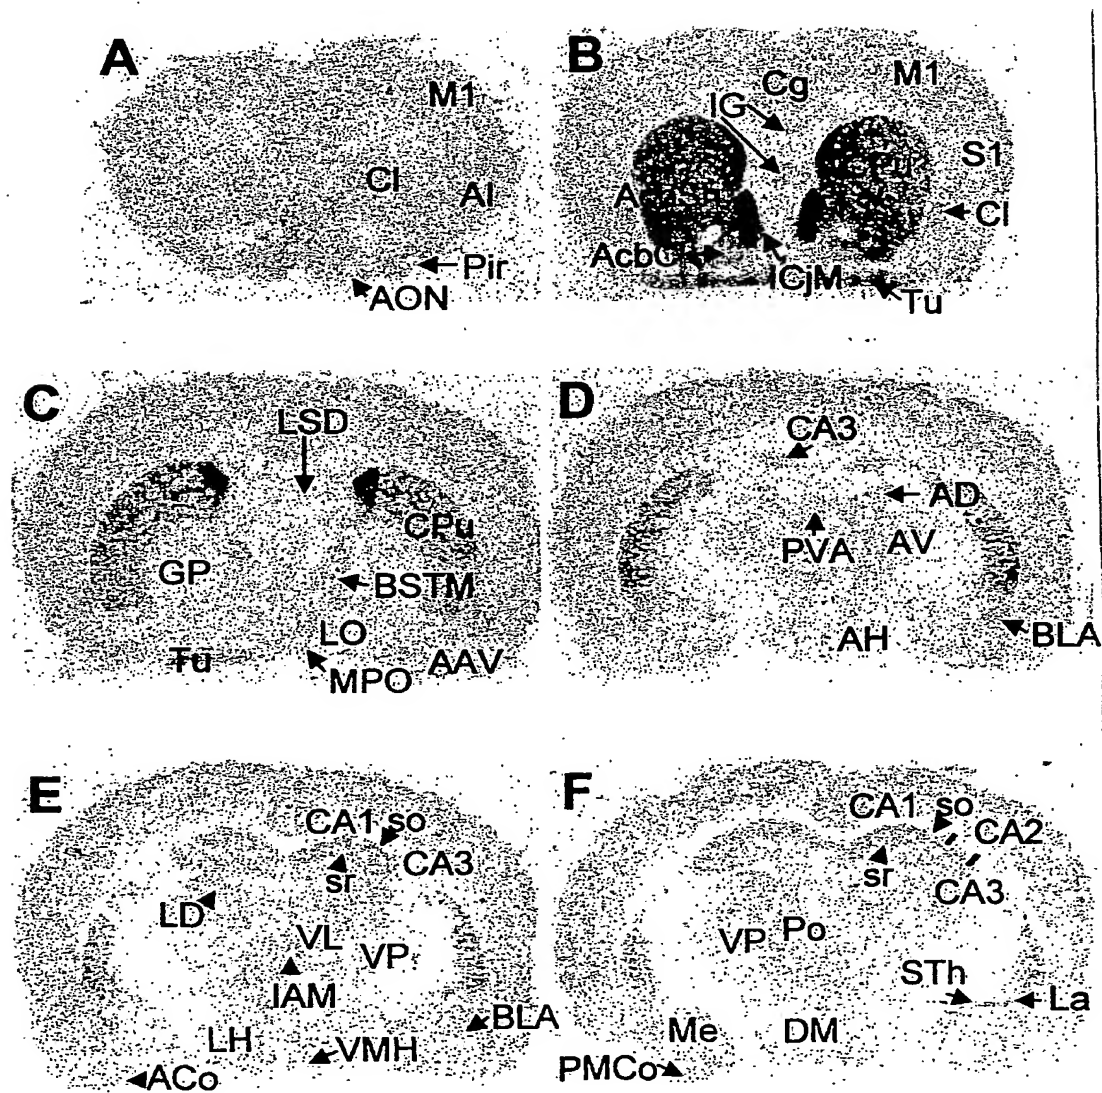 A
M1
Cl
AI
Pir
AON
B
Cg
M1
IG
S1
Cl
AcbC
ICjM
Tu
C
LSD
CPu
GP
BSTM
LO
Tu
MPO
AAV
D
CA3
AD
PVA
AV
AH
BLA
E
CA1 so
sr
CA3
LD
VL
VP
IAM
BLA
LH
VMH
ACo
F
CA1 so
CA2
sr
CA3
VP
Po
STh
La
Me
DM
PMCo